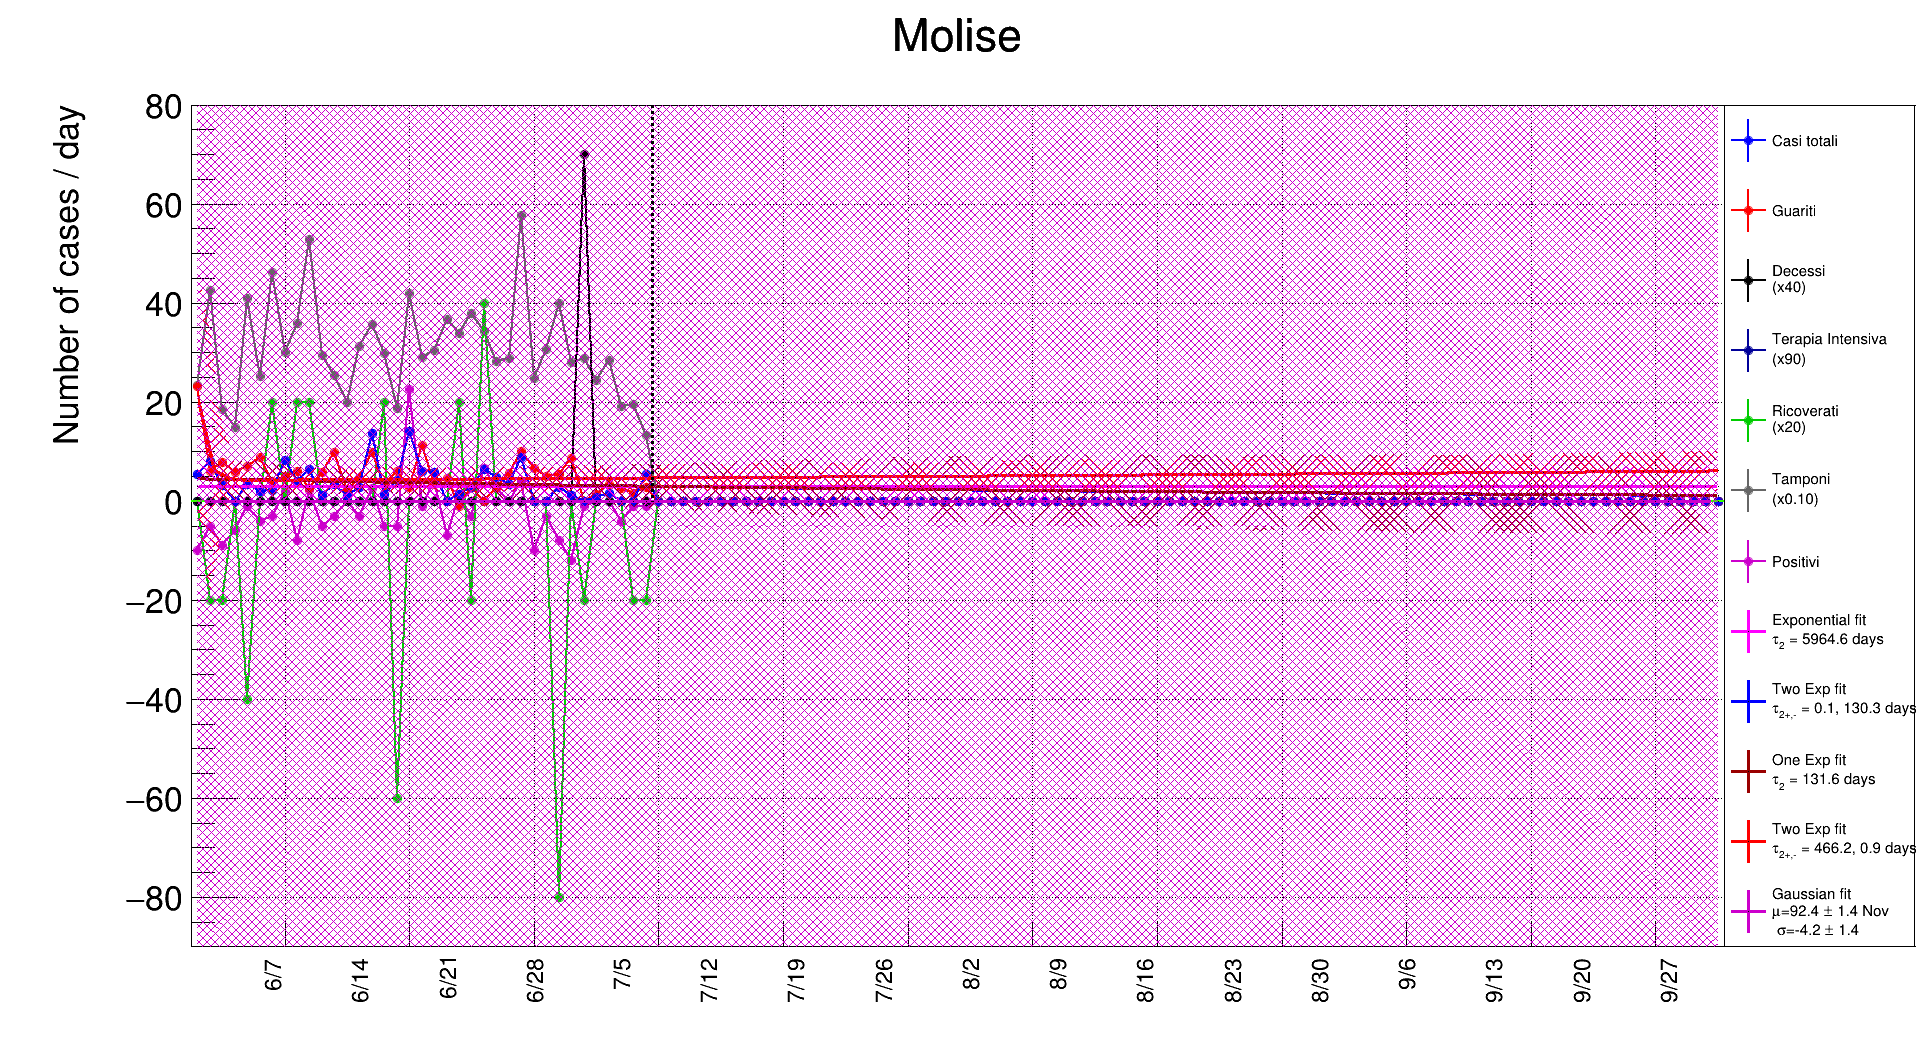 Molise
Number of cases / day
80
60
40
20
0
−20
−40
−60
−80
6/7
6/14
6/21
6/28
7/5
7/12
7/19
7/26
8/2
8/9
8/16
8/23
8/30
9/6
9/13
9/20
9/27
Casi totali
Guariti
Decessi
(x40)
Terapia Intensiva
(x90)
Ricoverati
(x20)
Tamponi
(x0.10)
Positivi
Exponential fit
τ2 = 5964.6 days
Two Exp fit
τ2+,- = 0.1, 130.3 days
One Exp fit
τ2 = 131.6 days
Two Exp fit
τ2+,- = 466.2, 0.9 days
Gaussian fit
μ=92.4 ± 1.4 Nov
σ=-4.2 ± 1.4